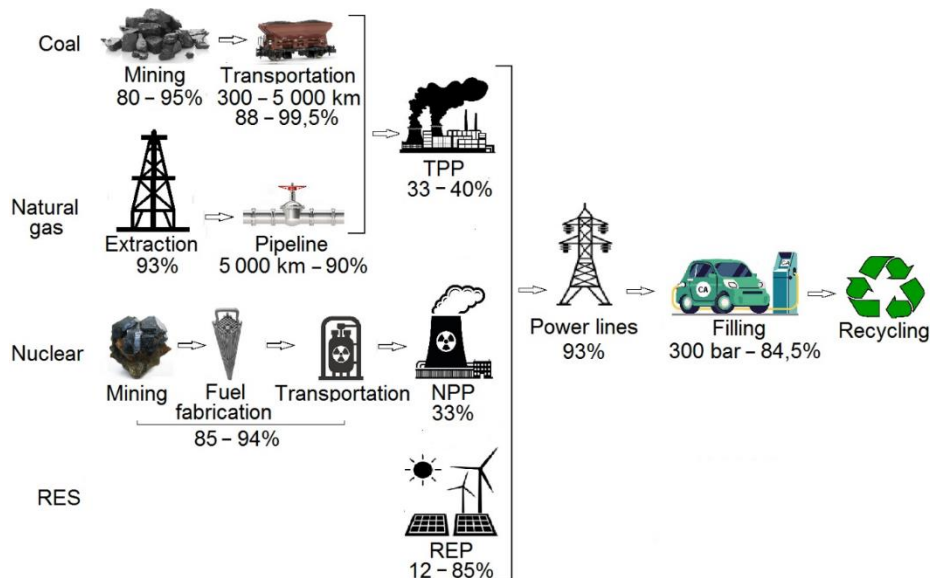 Coal
Mining
80 – 95%
Transportation
300 – 5 000 km
88 – 99,5%
TPP
33 – 40%
Natural
gas
Extraction
93%
Pipeline
5 000 km – 90%
Power lines
93%
CA
Filling
300 bar – 84,5%
Recycling
Nuclear
Mining
Fuel
fabrication
Transportation
85 – 94%
NPP
33%
RES
REP
12 – 85%